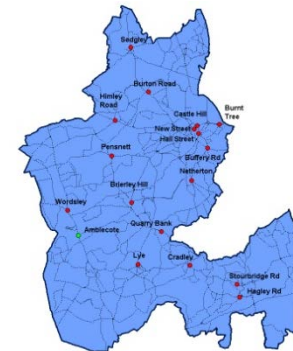 Sedgley
Burton Road
Himley
Road
Castle Hill
Burnt
Tree
New Street
Hall Street
Pensnett
Buffery Rd
Netherton
Brierley Hill
Wordsley
Amblecote
Quarry Bank
Lye
Cradley
Stourbridge Rd
Hagley Rd